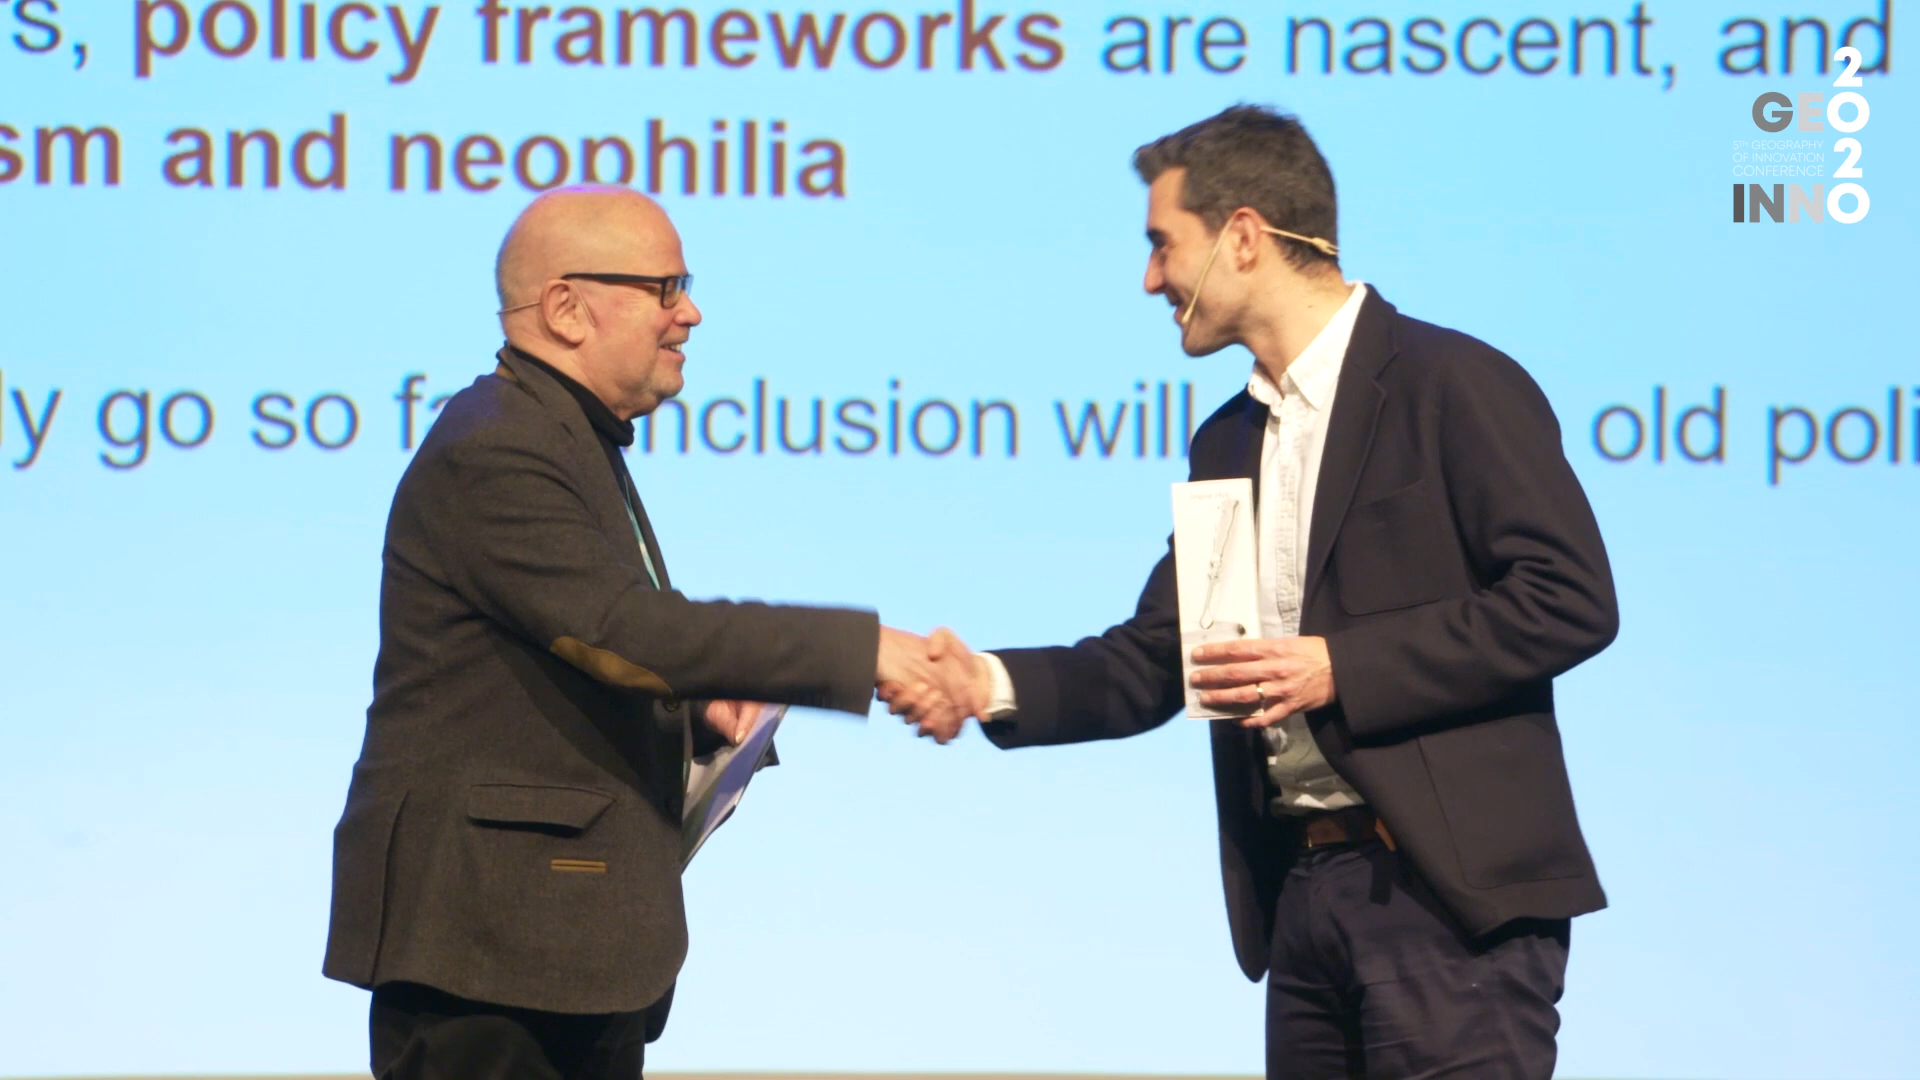 s, policy frameworks are nascent, and
sm and neophilia
ly go so fa nclusion will old poli
GEO
INNO
2020
5TH GEOGRAPHY
OF INNOVATION
CONFERENCE